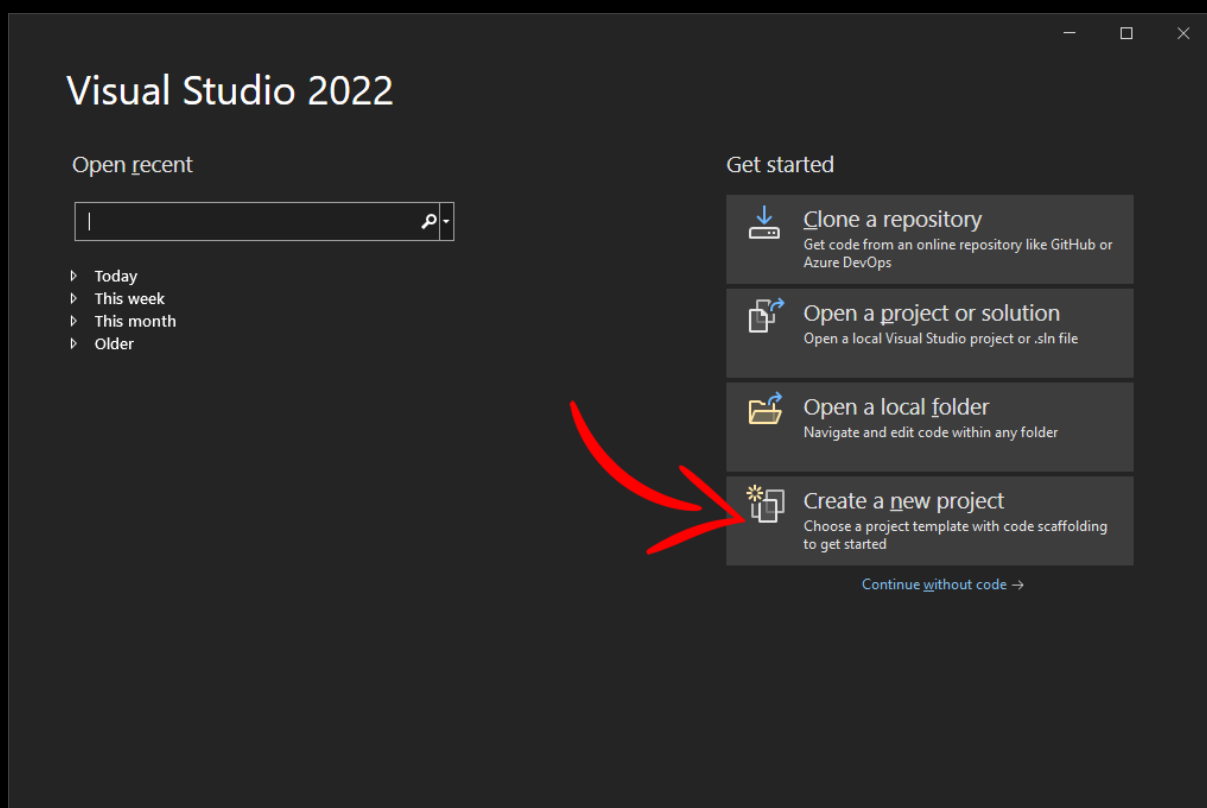 Visual Studio 2022
Open recent
Today
This week
This month
Older
Get started
Clone a repository
Get code from an online repository like GitHub or
Azure DevOps
Open a project or solution
Open a local Visual Studio project or .sln file
Open a local folder
Navigate and edit code within any folder
Create a new project
Choose a project template with code scaffolding
to get started
Continue without code →